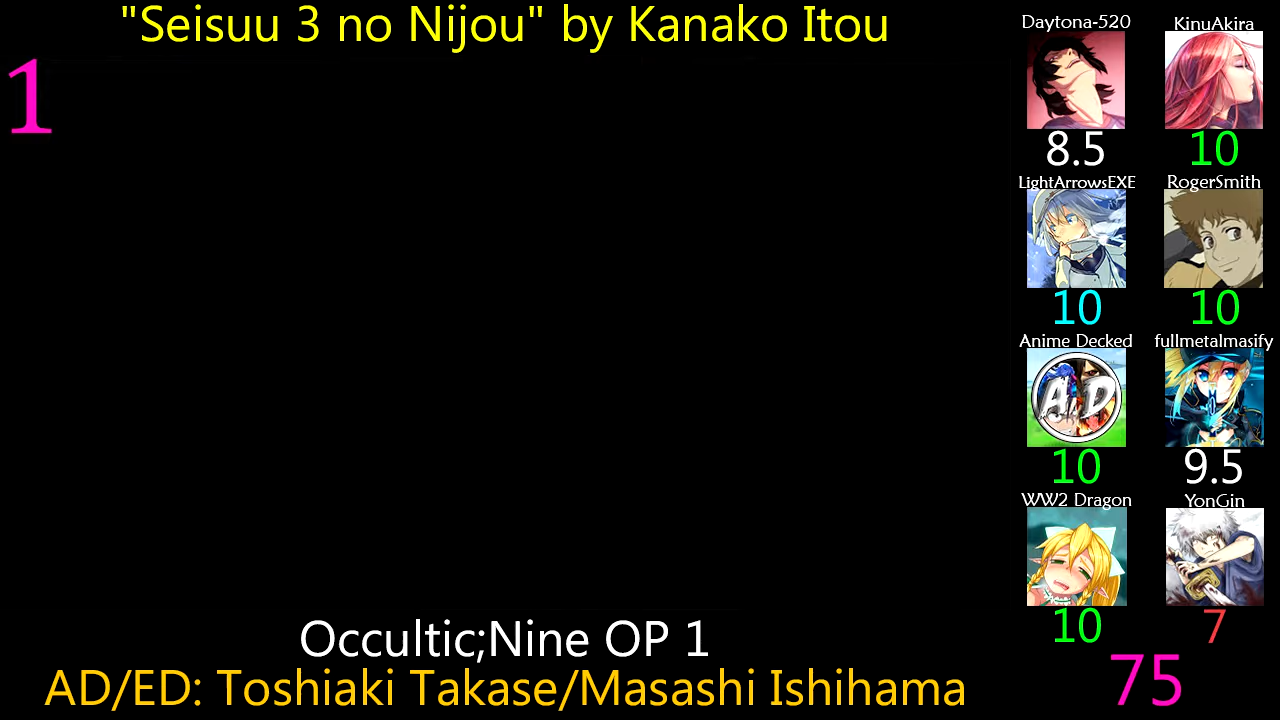 "Seisuu 3 no Nijou" by Kanako Itou
1
Daytona-520
KinuAkira
8.5
10
LightArrowsEXE
RogerSmith
10
10
Anime Decked
fullmetalmasify
AD
10
9.5
WW2 Dragon
YonGin
10
7
Occultic;Nine OP 1
AD/ED: Toshiaki Takase/Masashi Ishihama
75